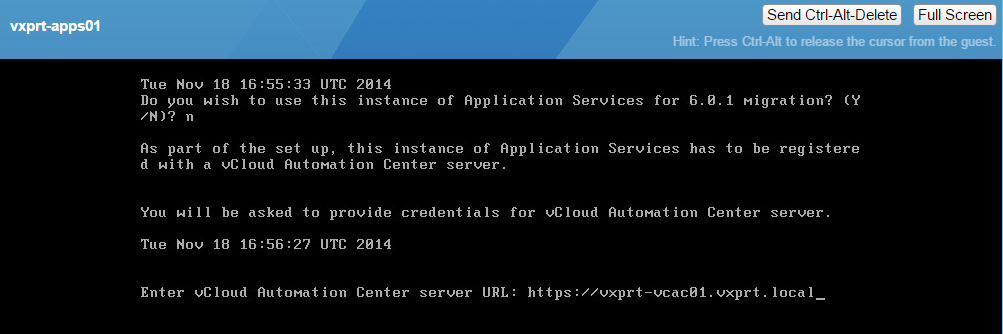 vxprt-apps01
Send Ctrl-Alt-Delete
Full Screen
Hint: Press Ctrl-Alt to release the cursor from the guest.
Tue Nov 18 16:55:33 UTC 2014
Do you wish to use this instance of Application Services for 6.0.1 migration? (Y
/N)? n
As part of the set up, this instance of Application Services has to be registere
d with a vCloud Automation Center server.
You will be asked to provide credentials for vCloud Automation Center server.
Tue Nov 18 16:56:27 UTC 2014
Enter vCloud Automation Center server URL: https://vxprt-vcac01.vxprt.local_